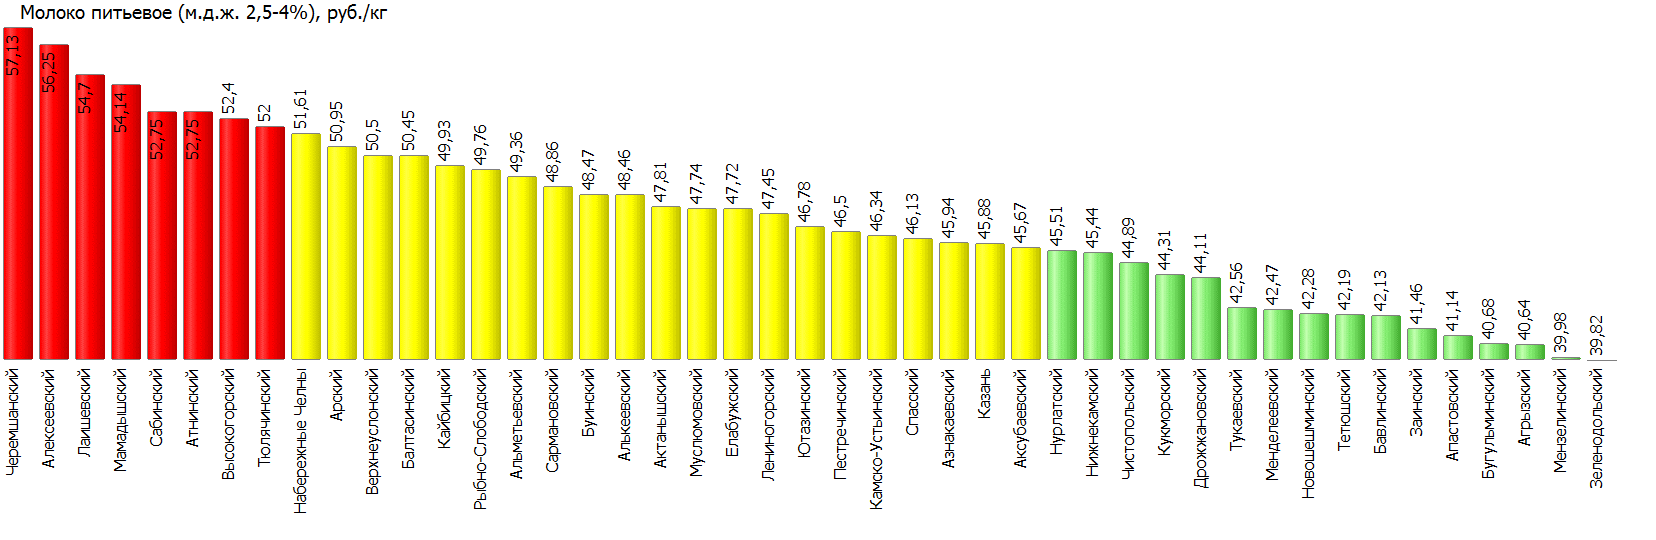 Молоко питьевое (м.д.ж. 2,5-4%), руб./кг
57,13
56,25
54,7
54,14
52,75
52,75
52,4
52
51,61
50,95
50,5
50,45
49,93
49,76
49,36
48,86
48,47
48,46
47,81
47,74
47,72
47,45
46,78
46,5
46,34
46,13
45,94
45,88
45,67
45,51
45,44
44,89
44,31
44,11
42,56
42,47
42,28
42,19
42,13
41,46
41,14
40,68
40,64
39,98
39,82
Черемшанский
Алексеевский
Лаишевский
Мамадышский
Сабинский
Атнинский
Высокогорский
Тюлячинский
Набережные Челны
Арский
Верхнеуслонский
Балтасинский
Кайбицкий
Рыбно-Слободский
Альметьевский
Сармановский
Буинский
Алькеевский
Актанышский
Муслюмовский
Елабужский
Лениногорский
Ютазинский
Пестречинский
Камско-Устьинский
Спасский
Азнакаевский
Казань
Аксубаевский
Нурлатский
Нижнекамский
Чистопольский
Кукморский
Дрожжановский
Тукаевский
Менделеевский
Новошешминский
Тетюшский
Бавлинский
Заинский
Апастовский
Бугульминский
Агрызский
Мензелинский
Зеленодольский